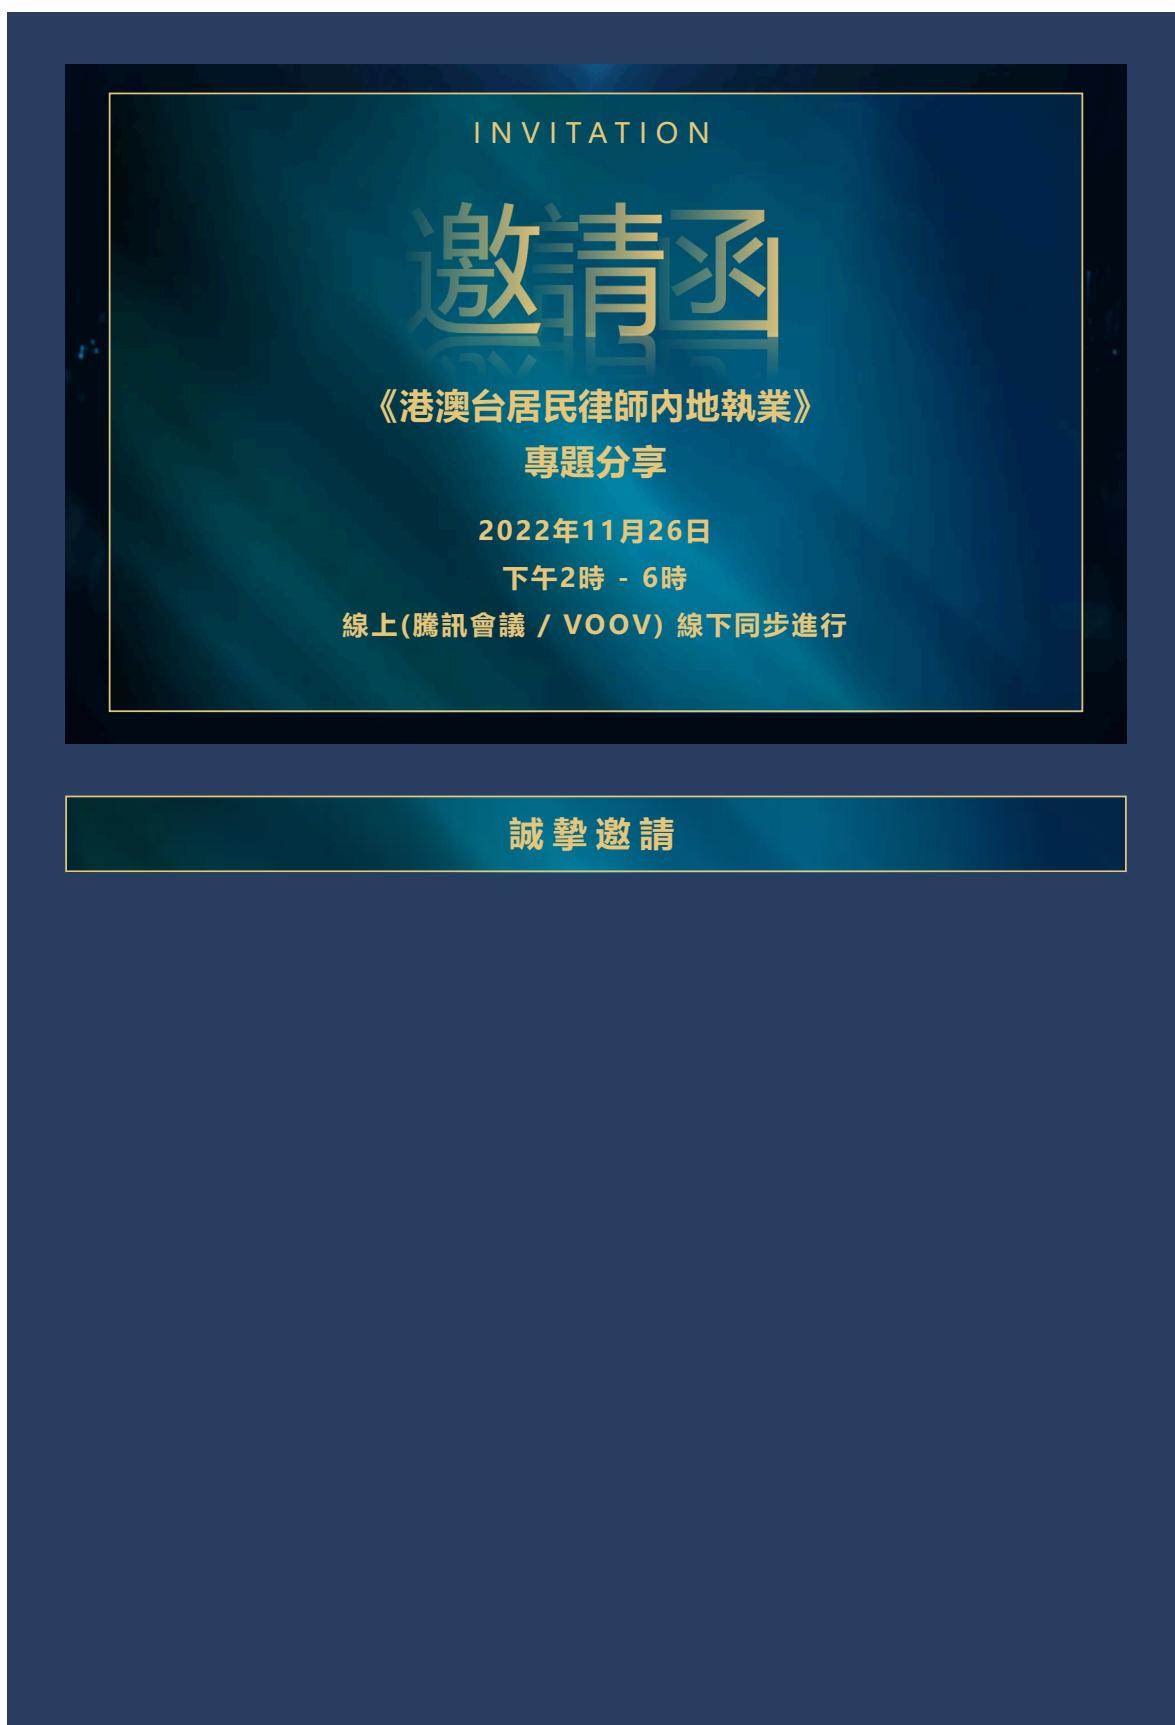 INVITATION
邀請函
《港澳台居民律師內地執業》
專題分享
2022年11月26日
下午2時 - 6時
線上(騰訊會議 / VOOV) 線下同步進行
誠摯邀請